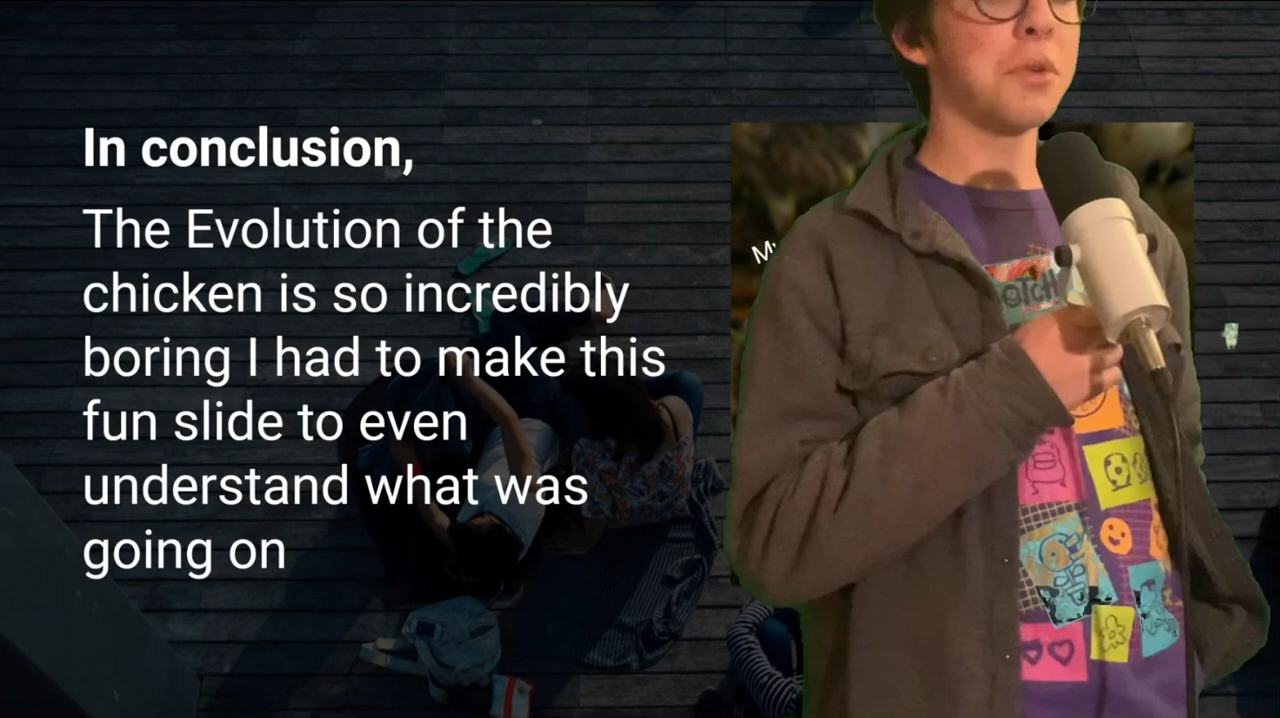 In conclusion,
The Evolution of the
chicken is so incredibly
boring I had to make this
fun slide to even
understand what was
going on